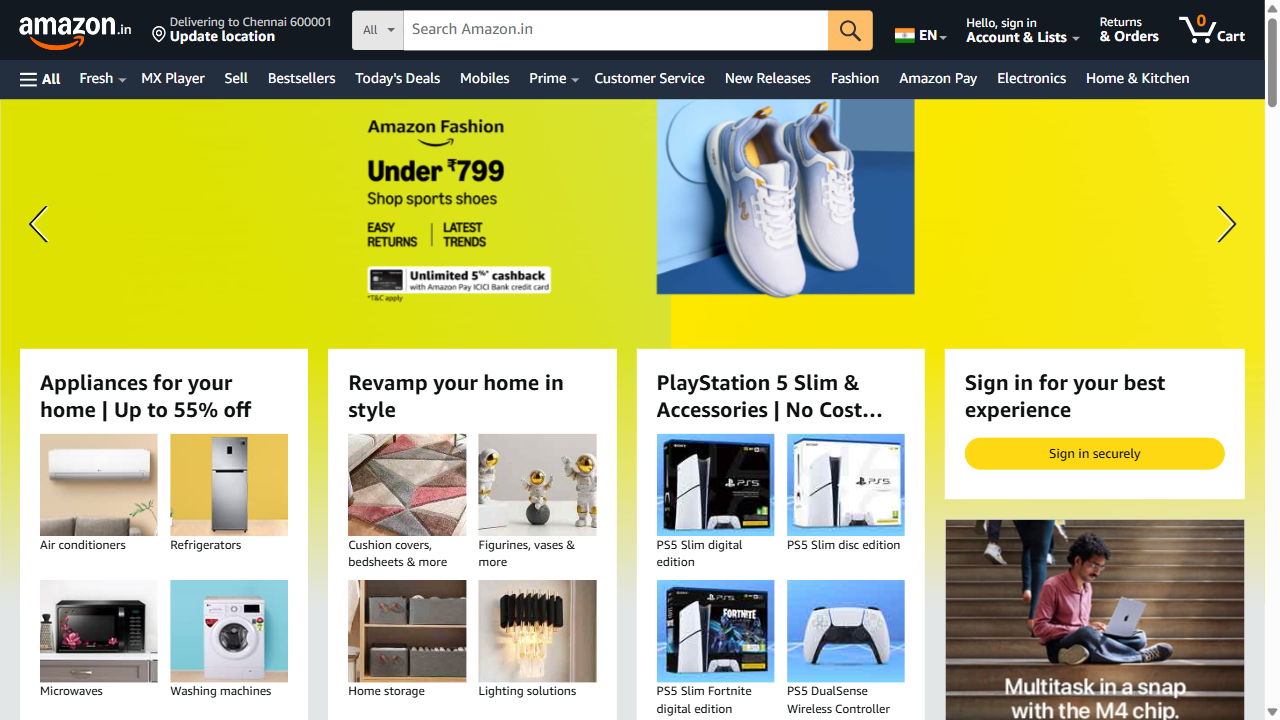 amazon.in
Delivering to Chennai 600001
Update location
All
Search Amazon.in
EN
Hello, sign in
Account & Lists
Returns
& Orders
0
Cart
All
Fresh
MX Player
Sell
Bestsellers
Today's Deals
Mobiles
Prime
Customer Service
New Releases
Fashion
Amazon Pay
Electronics
Home & Kitchen
Amazon Fashion
Under ₹799
Shop sports shoes
EASY RETURNS
LATEST TRENDS
Unlimited 5%* cashback
with Amazon Pay ICICI Bank credit card
*T&C apply
Appliances for your
home | Up to 55% off
Air conditioners
Refrigerators
Microwaves
Washing machines
Revamp your home in
style
Cushion covers,
bedsheets & more
Figurines, vases &
more
Home storage
Lighting solutions
PlayStation 5 Slim &
Accessories | No Cost...
SONY
PS5
PS5
PS5 Slim digital
edition
PS5 Slim disc edition
PS5
FORTNITE
PS5 Slim Fortnite
digital edition
PS5 DualSense
Wireless Controller
Sign in for your best
experience
Sign in securely
Multitask in a snap
with the M4 chip.